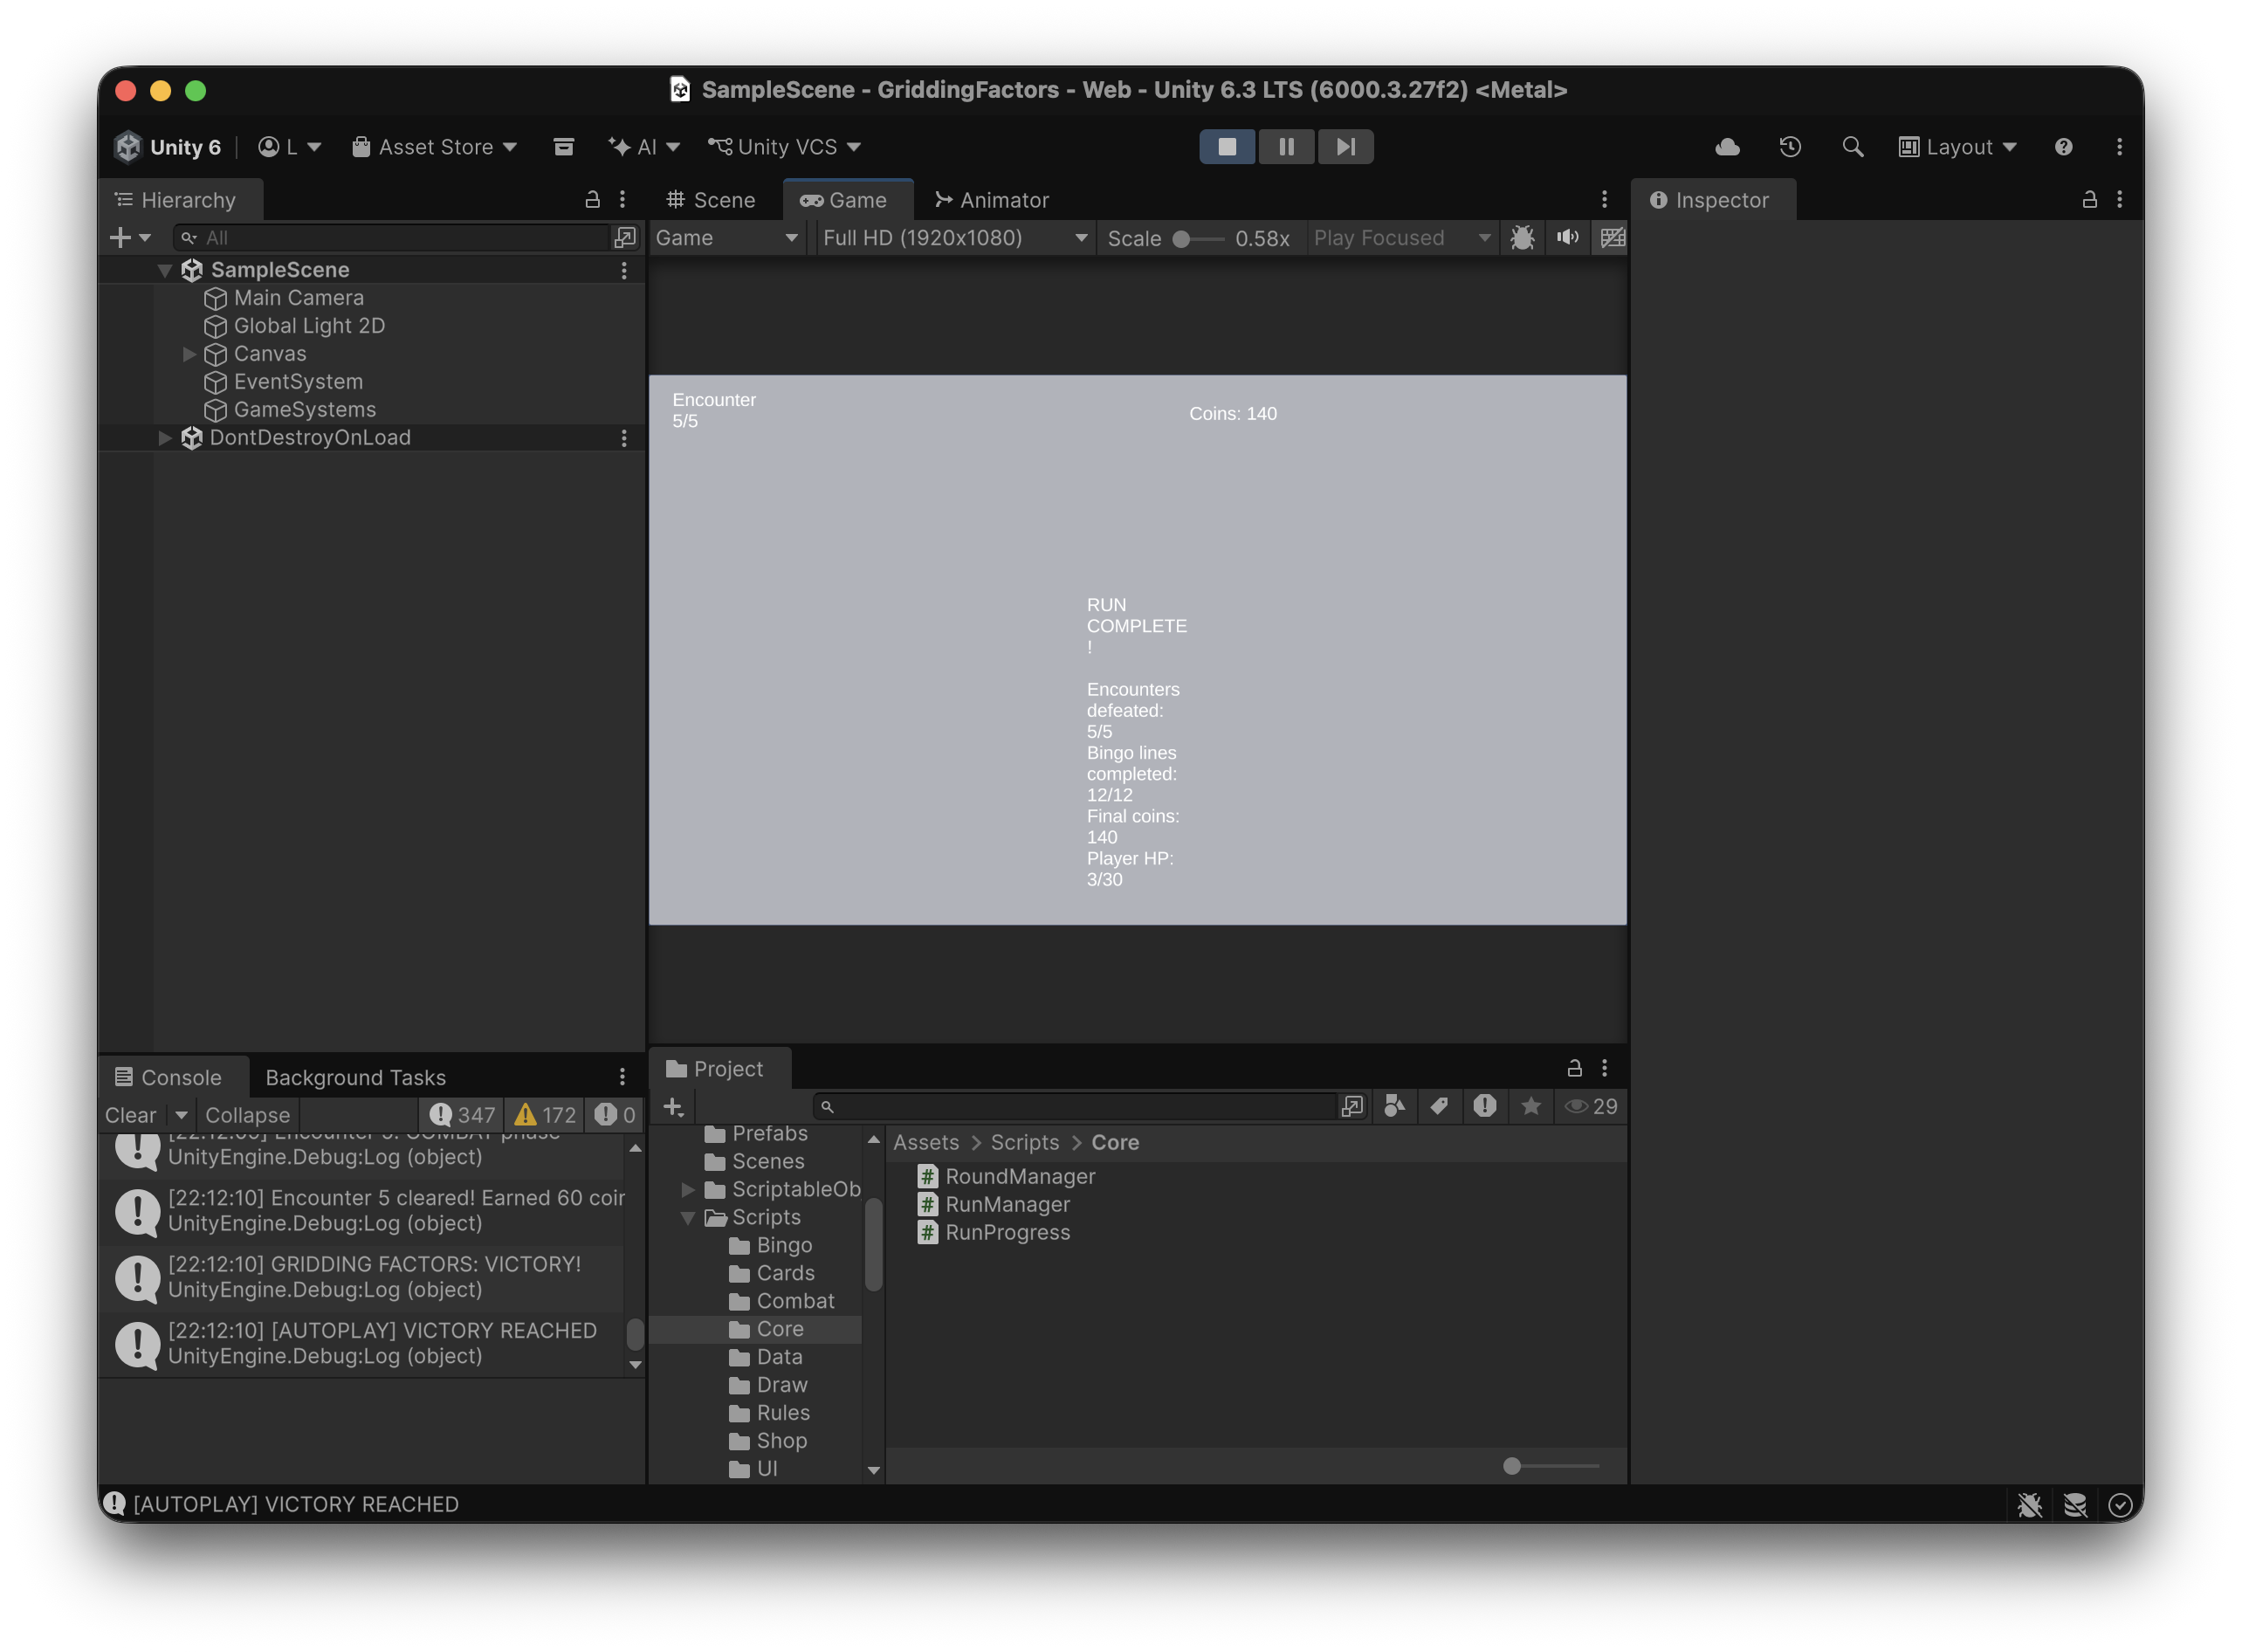 SampleScene - GriddingFactors - Web - Unity 6.3 LTS (6000.3.27f2) <Metal>
Unity 6
L
Asset Store
AI
Unity VCS
Layout
Hierarchy
Scene
Game
Animator
Inspector
All
Game
Full HD (1920x1080)
Scale
0.58x
Play Focused
SampleScene
Main Camera
Global Light 2D
Canvas
EventSystem
GameSystems
DontDestroyOnLoad
Encounter
5/5
Coins: 140
RUN
COMPLETE
!
Encounters
defeated:
5/5
Bingo lines
completed:
12/12
Final coins:
140
Player HP:
3/30
Console
Background Tasks
Clear
Collapse
347
172
0
COMBAT phase
UnityEngine.Debug:Log (object)
[22:12:10] Encounter 5 cleared! Earned 60 coin
UnityEngine.Debug:Log (object)
[22:12:10] GRIDDING FACTORS: VICTORY!
UnityEngine.Debug:Log (object)
[22:12:10] [AUTOPLAY] VICTORY REACHED
UnityEngine.Debug:Log (object)
Project
29
Prefabs
Scenes
ScriptableOb
Scripts
Bingo
Cards
Combat
Core
Data
Draw
Rules
Shop
UI
Assets > Scripts > Core
RoundManager
RunManager
RunProgress
[AUTOPLAY] VICTORY REACHED